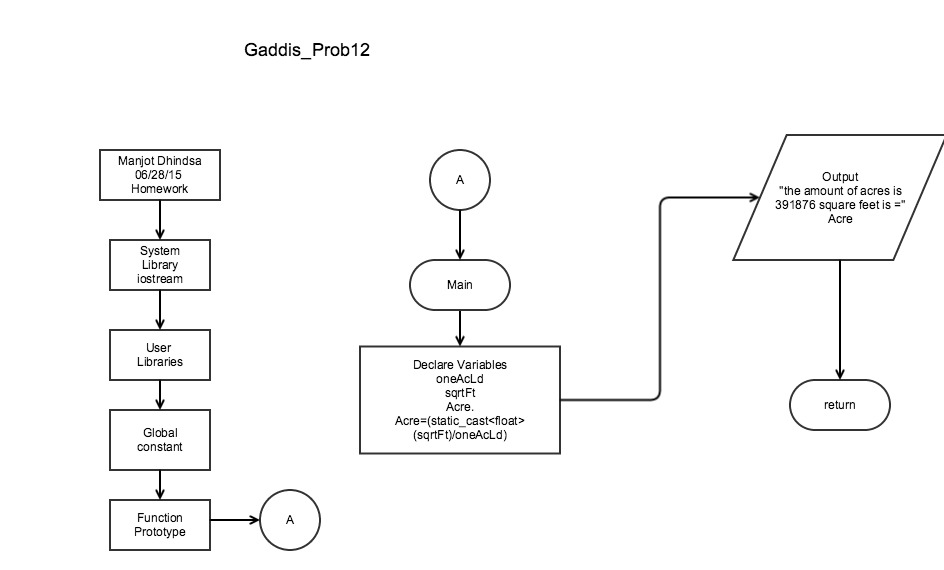 Gaddis_Prob12
Manjot Dhindsa
06/28/15
Homework
System
Library
iostream
User
Libraries
Global
constant
Function
Prototype
A
A
Main
Declare Variables
oneAcLd
sqrtFt
Acre.
Acre=(static_cast<float>
(sqrtFt)/oneAcLd)
Output
"the amount of acres is
391876 square feet is ="
Acre
return